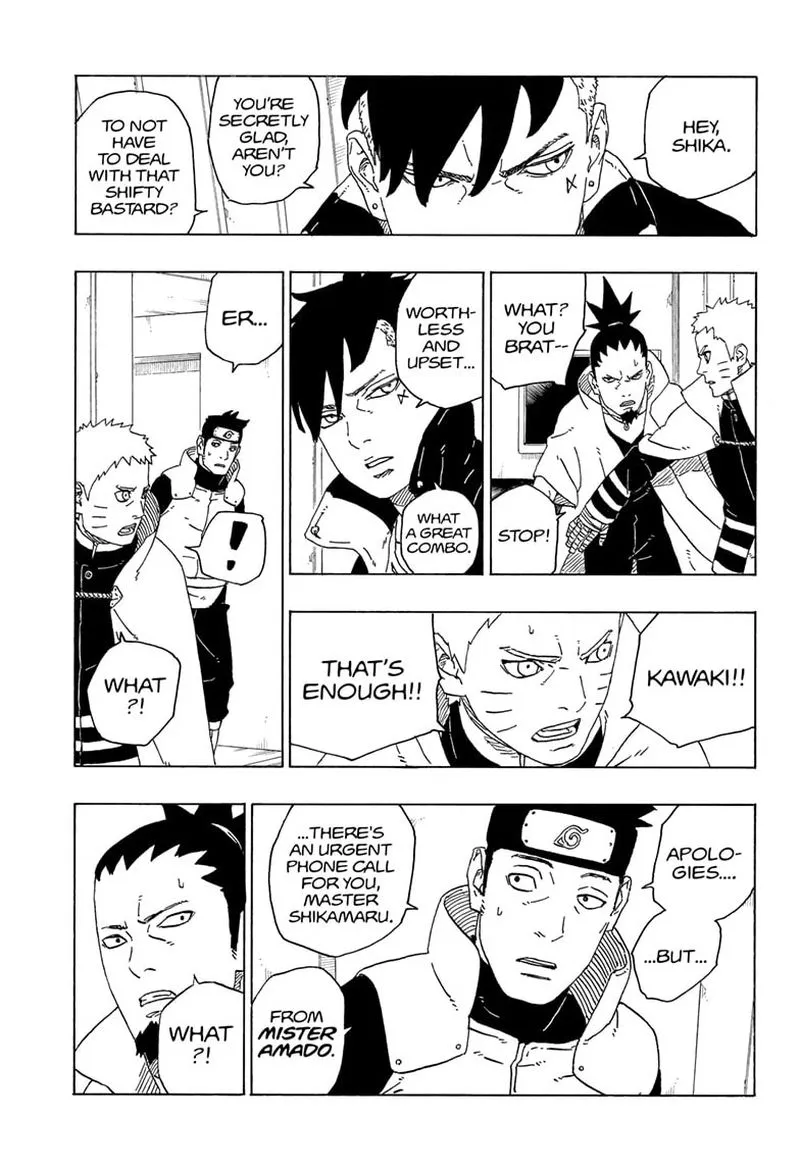 HEY,
SHIKA.
YOU'RE
SECRETLY
GLAD,
AREN'T
YOU?
TO NOT
HAVE
TO DEAL
WITH THAT
SHIFTY
BASTARD?
WHAT?
YOU
BRAT--
STOP!
WORTH-
LESS
AND
UPSET...
WHAT
A GREAT
COMBO.
KAWAKI!!
THAT'S
ENOUGH!!
ER...
!
WHAT
?!
APOLO-
GIES....
...BUT...
...THERE'S
AN URGENT
PHONE CALL
FOR YOU,
MASTER
SHIKAMARU.
FROM
MISTER
AMADO.
WHAT
?!